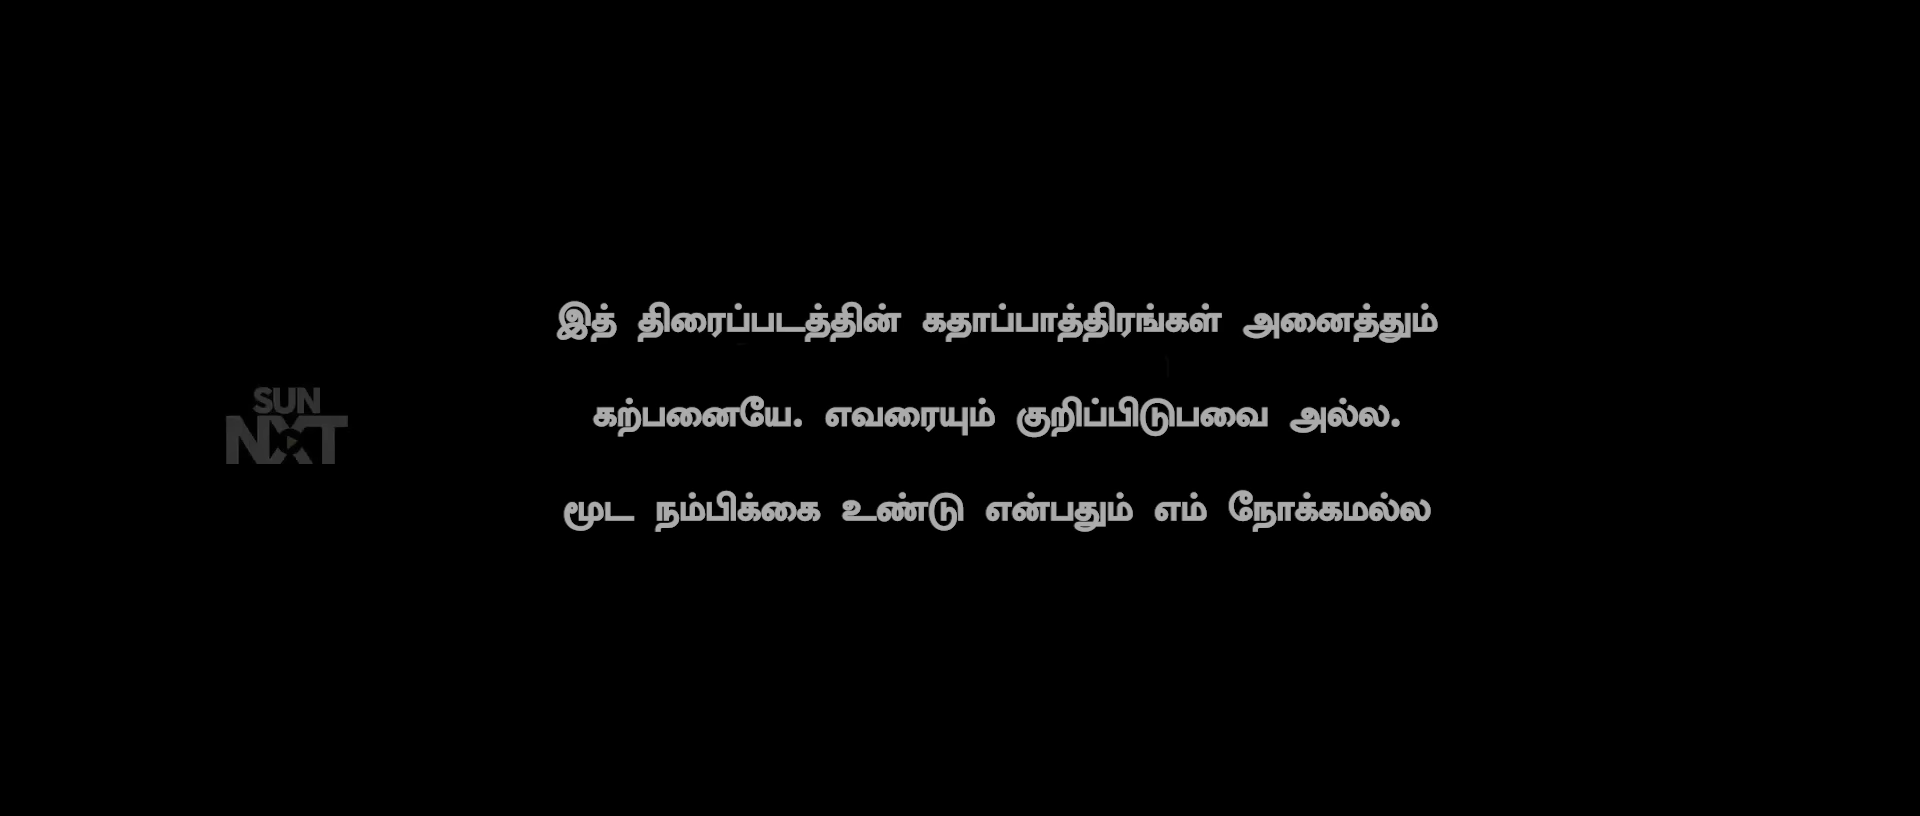 இத் திரைப்படத்தின் கதாப்பாத்திரங்கள் அனைத்தும்
கற்பனையே. எவரையும் குறிப்பிடுபவை அல்ல.
மூட நம்பிக்கை உண்டு என்பதும் எம் நோக்கமல்ல
SUN
NXT